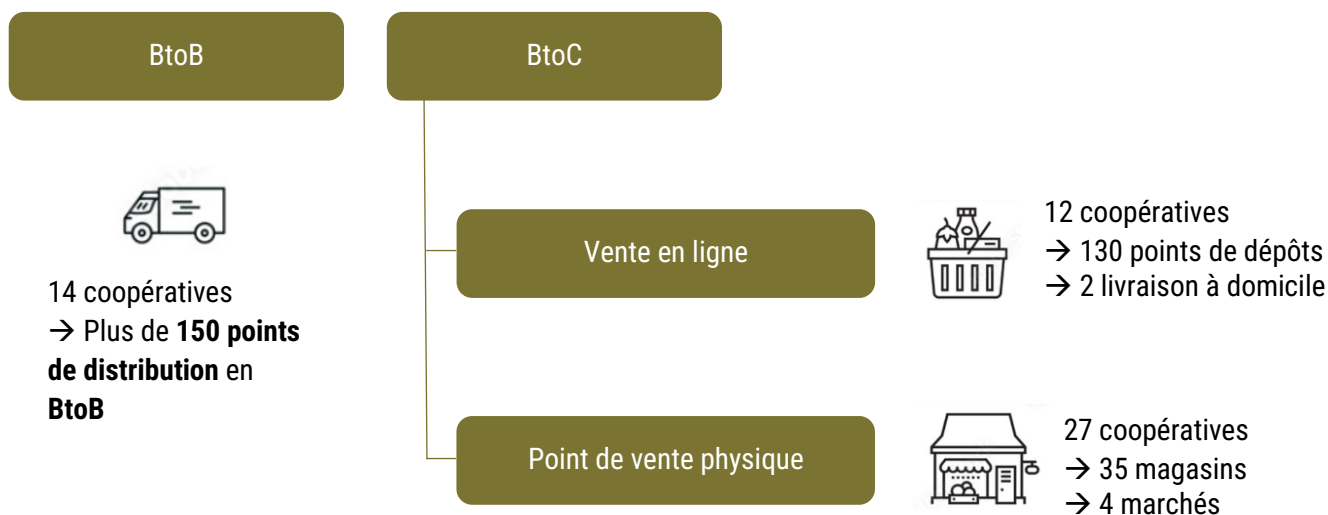 BtoB
BtoC
14 coopératives
→ Plus de 150 points
de distribution en
BtoB
Vente en ligne
12 coopératives
→ 130 points de dépôts
→ 2 livraison à domicile
Point de vente physique
27 coopératives
→ 35 magasins
→ 4 marchés